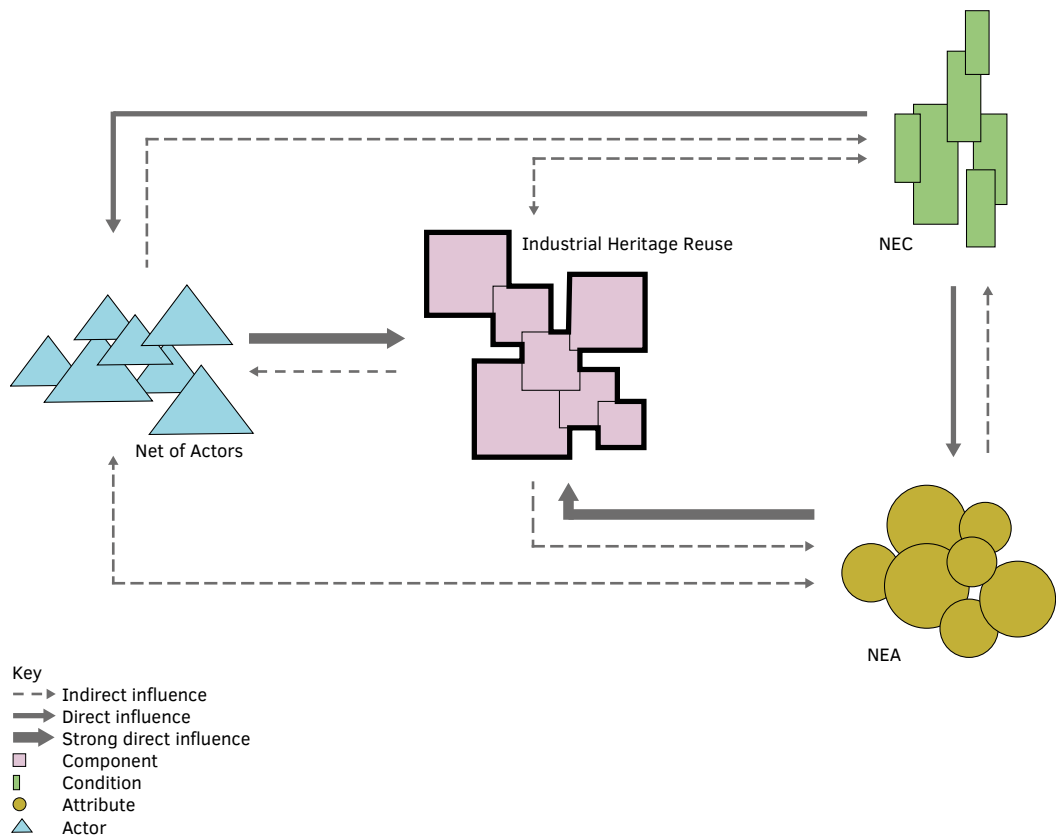 Industrial Heritage Reuse
NEC
Net of Actors
NEA
Key
Indirect influence
Direct influence
Strong direct influence
Component
Condition
Attribute
Actor